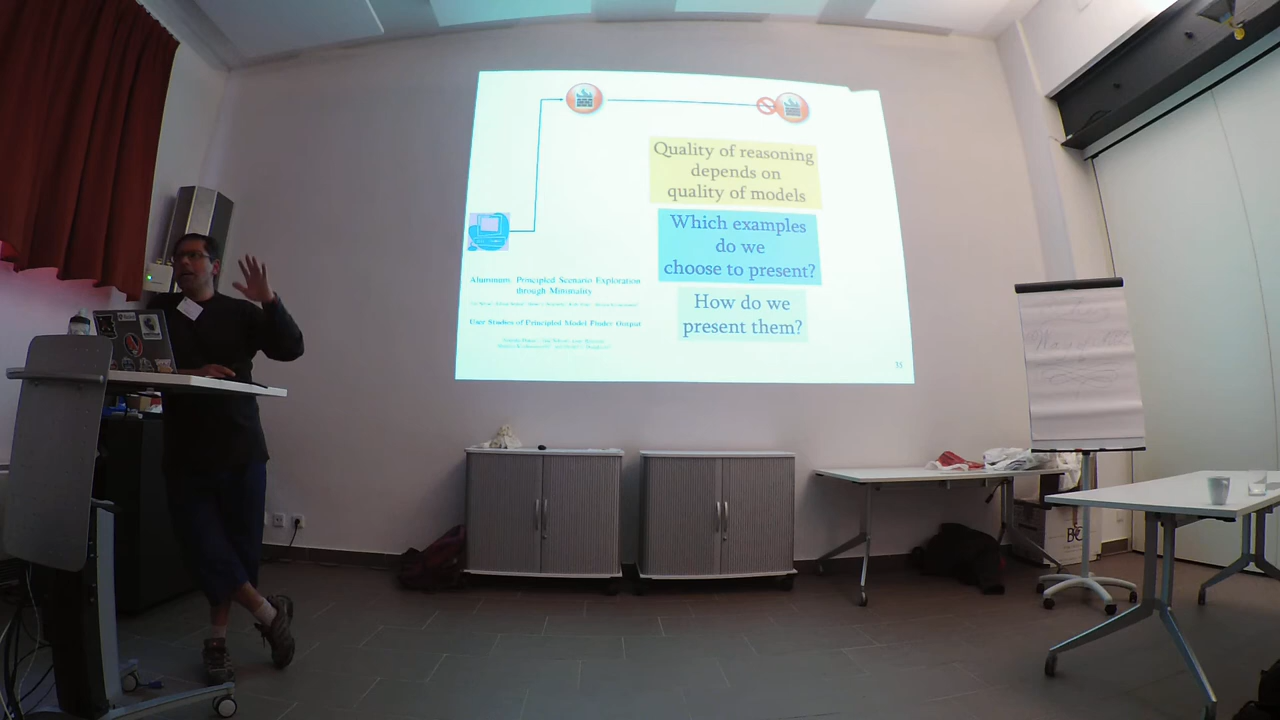 Quality of reasoning
depends on
quality of models
Which examples
do we
choose to present?
How do we
present them?
Aluminum: Principled Scenario Exploration
through Minimality
User Studies of Principled Model Finder Output
35